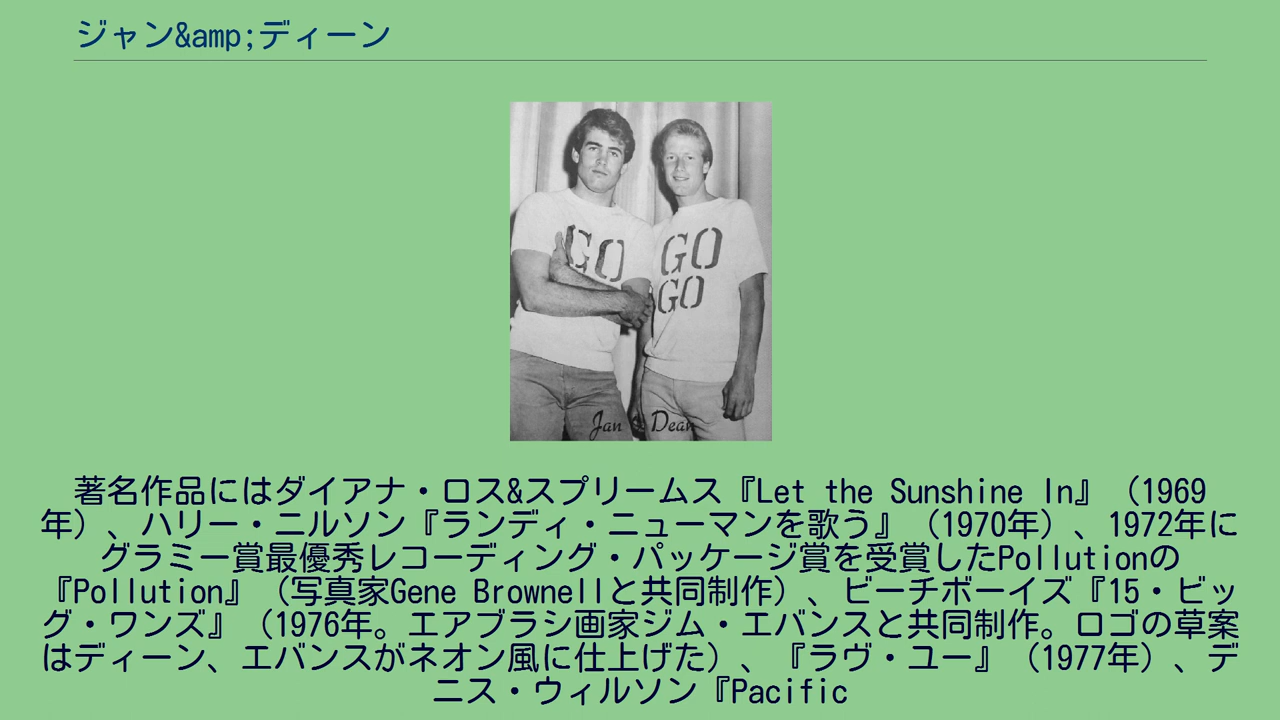 ジャン&amp;ディーン
GO
GO
GO
Jan & Dean
著名作品にはダイアナ・ロス&スプリームス『Let the Sunshine In』（1969
年）、ハリー・ニルソン『ランディ・ニューマンを歌う』（1970年）、1972年に
グラミー賞最優秀レコーディング・パッケージ賞を受賞したPollutionの
『Pollution』（写真家Gene Brownellと共同制作）、ビーチボーイズ『15・ビッ
グ・ワンズ』（1976年。エアブラシ画家ジム・エバンスと共同制作。ロゴの草案
はディーン、エバンスがネオン風に仕上げた）、『ラヴ・ユー』（1977年）、デ
ニス・ウィルソン『Pacific